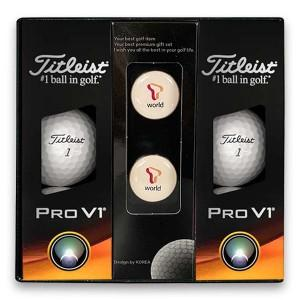 Titleist
#1 ball in golf.
Titleist
1
PRO V1
Your best golf item
Your best premium gift set
I wish you all the best in your golf life.
T
world
T
world
Design by KOREA
Titleist
#1 ball in golf.
Titleist
1
PRO V1